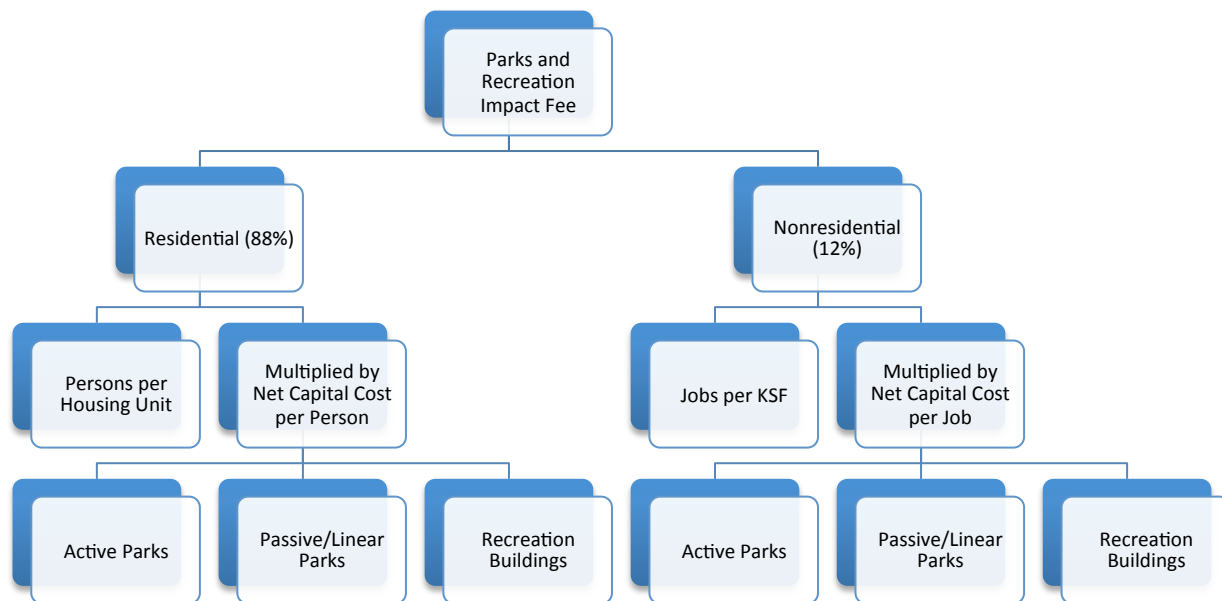 Parks and
Recreation
Impact Fee
Residential (88%)
Nonresidential
(12%)
Persons per
Housing Unit
Multiplied by
Net Capital Cost
per Person
Jobs per KSF
Multiplied by
Net Capital Cost
per Job
Active Parks
Passive/Linear
Parks
Recreation
Buildings
Active Parks
Passive/Linear
Parks
Recreation
Buildings